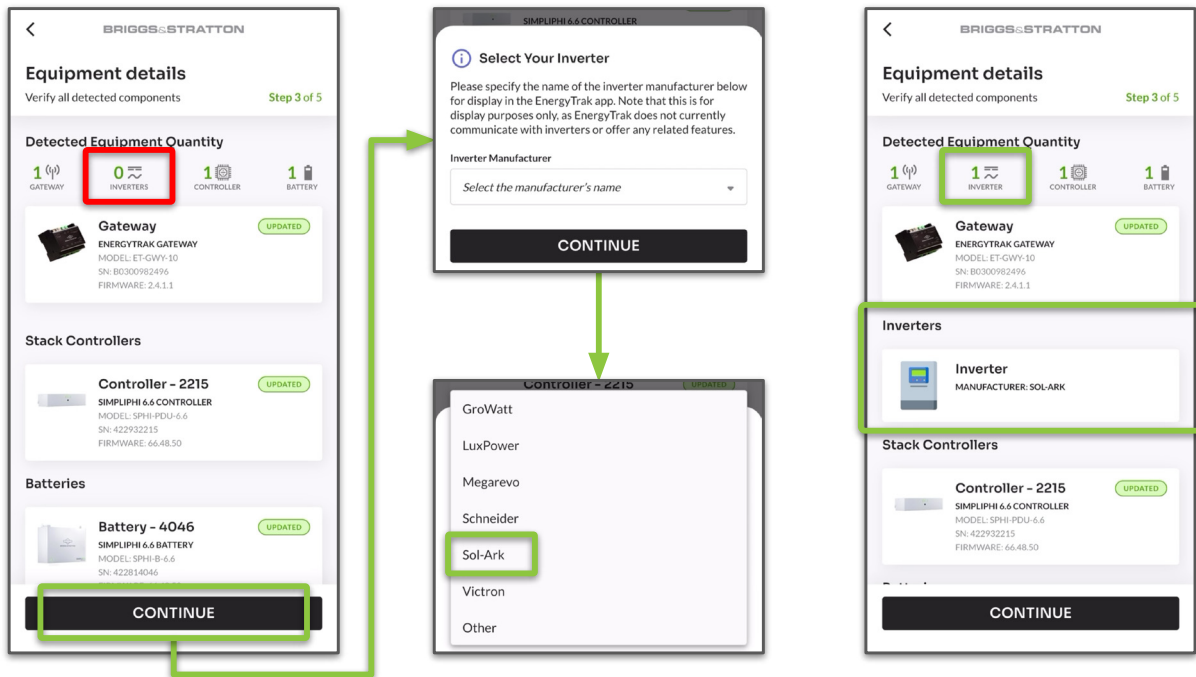 BRIGGS&STRATTON
Equipment details
Verify all detected components
Step 3 of 5
Detected Equipment Quantity
1
GATEWAY
0
INVERTERS
1
CONTROLLER
1
BATTERY
Gateway
UPDATED
ENERGYTRAK GATEWAY
MODEL: ET-GWY-10
SN: B0300982496
FIRMWARE: 2.4.1.1
Stack Controllers
Controller - 2215
UPDATED
SIMPLIPHI 6.6 CONTROLLER
MODEL: SPHI-PDU-6.6
SN: 422932215
FIRMWARE: 66.48.50
Batteries
Battery - 4046
UPDATED
SIMPLIPHI 6.6 BATTERY
MODEL: SPHI-B-6.6
SN: 422814046
CONTINUE
SIMPLIPHI 6.6 CONTROLLER
Select Your Inverter
Please specify the name of the inverter manufacturer below
for display in the EnergyTrak app. Note that this is for
display purposes only, as EnergyTrak does not currently
communicate with inverters or offer any related features.
Inverter Manufacturer
Select the manufacturer's name
CONTINUE
Controller - 2215
UPDATED
GroWatt
LuxPower
Megarevo
Schneider
Sol-Ark
Victron
Other
BRIGGS&STRATTON
Equipment details
Verify all detected components
Step 3 of 5
Detected Equipment Quantity
1
GATEWAY
1
INVERTER
1
CONTROLLER
1
BATTERY
Gateway
UPDATED
ENERGYTRAK GATEWAY
MODEL: ET-GWY-10
SN: B0300982496
FIRMWARE: 2.4.1.1
Inverters
Inverter
MANUFACTURER: SOL-ARK
Stack Controllers
Controller - 2215
UPDATED
SIMPLIPHI 6.6 CONTROLLER
MODEL: SPHI-PDU-6.6
SN: 422932215
FIRMWARE: 66.48.50
CONTINUE